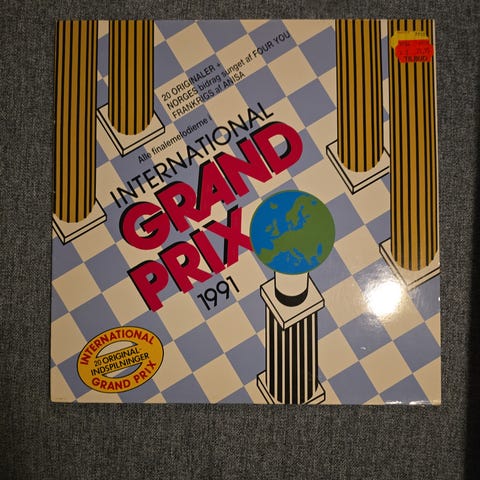 20 ORIGINALER +
NORGES bidrag sunget af FOUR YOU
FRANKRIGS af ANISA
Alle finalemelodierne !
INTERNATIONAL
GRAND
PRIX
1991
INTERNATIONAL
20 ORIGINAL
INDSPILNINGER
GRAND PRIX
TILBUD